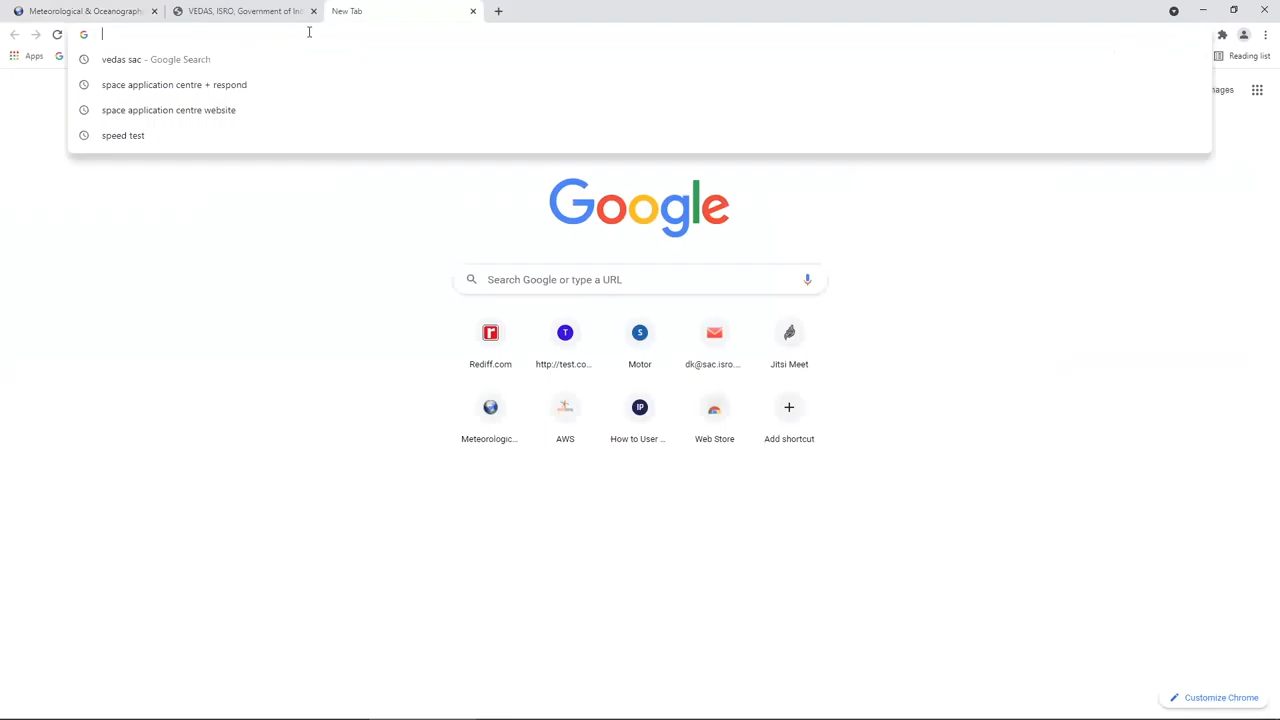 Meteorological & Oceanography
VEDAS, ISRO, Government of Ind
New Tab
Apps
Reading list
vedas sac - Google Search
space application centre + respond
space application centre website
speed test
Google
Search Google or type a URL
Rediff.com
T
http://test.co...
S
Motor
dk@sac.isro....
Jitsi Meet
Meteorologic...
AWS
IP
How to User ...
Web Store
Add shortcut
Customize Chrome